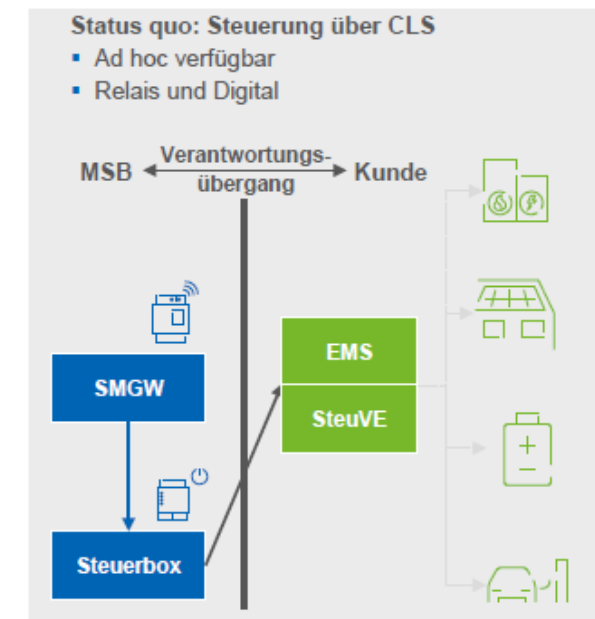 Status quo: Steuerung über CLS
▪ Ad hoc verfügbar
▪ Relais und Digital
Verantwortungs-
MSB Kunde
übergang
EMS
SMGW
SteuVE
Steuerbox